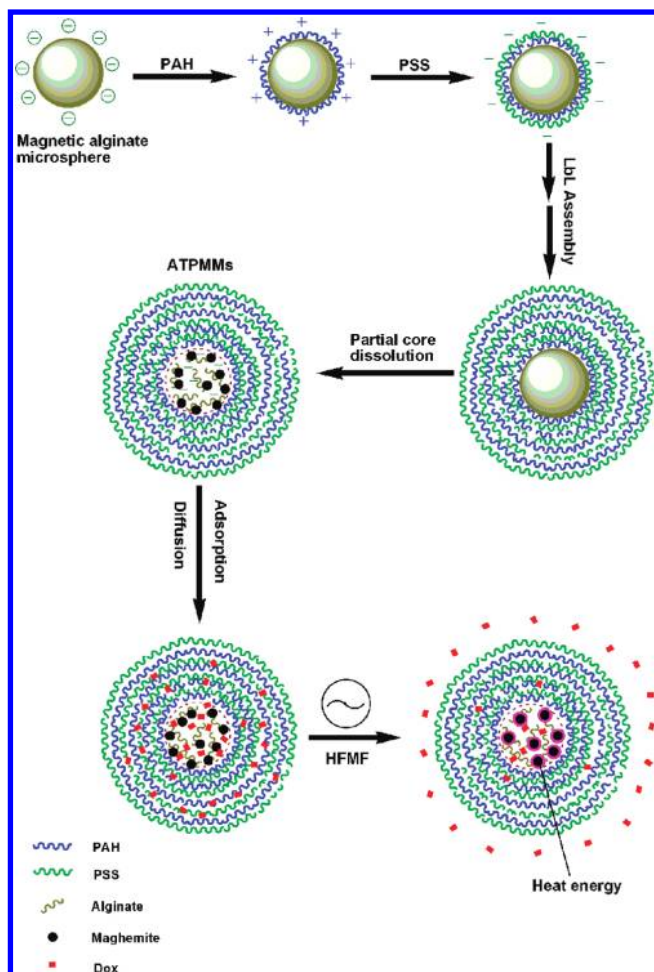 PAH
PSS
Magnetic alginate
microsphere
LbL Assembly
ATPMMs
Partial core
dissolution
Adsorption
Diffusion
HFMF
Heat energy
PAH
PSS
Alginate
Maghemite
Dox